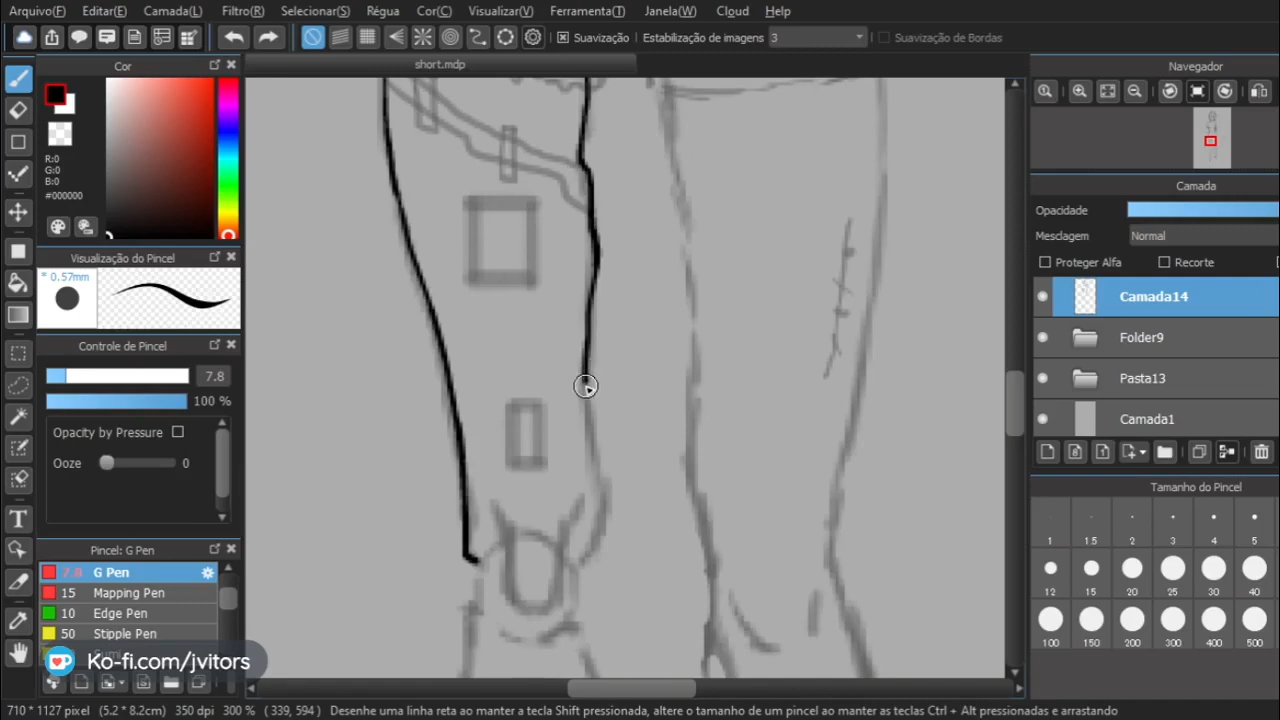 Arquivo(F) Editar(E) Camada(L) Filtro(R) Selecionar(S) Régua Cor(C) Visualização(V) Ferramenta(T) Janela(W) Cloud Help
Suavização Estabilização de imagens 3 Suavização de Bordas
short.mdp
Cor
R:0
G:0
B:0
#000000
Visualização do Pincel
* 0.57mm
Controle de Pincel
7.8
100 %
Opacity by Pressure
Ooze 0
Pincel: G Pen
7.8 G Pen
15 Mapping Pen
10 Edge Pen
50 Stipple Pen
Ko-fi.com/jvitors
Navegador
Camada
Opacidade
Mesclagem Normal
Proteger Alfa Recorte
Camada14
Folder9
Pasta13
Camada1
Tamanho do Pincel
1 1.5 2 3 4 5
12 15 20 25 30 40
100 150 200 300 400 500
710 * 1127 pixel (5.2 * 8.2cm) 350 dpi 300 % ( 339, 594 ) Desenhe uma linha reta ao manter a tecla Shift pressionada, altere o tamanho de um pincel ao manter as teclas Ctrl + Alt pressionadas e arrastando